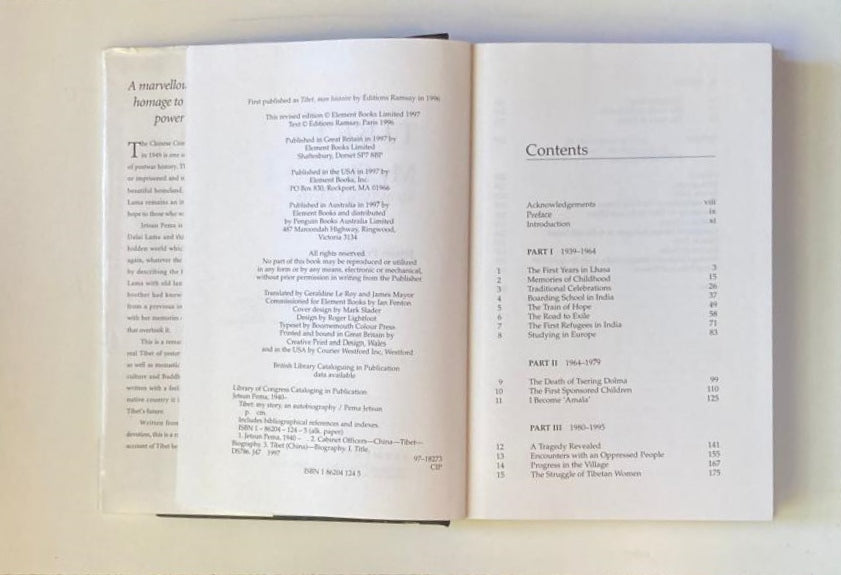 A marvellou
homage to
power
The Chinese Com
in 1949 is one o
of postwar history. T
or imprisoned and
beautiful homeland.
Lama remains an in
hope to those who
Jetsun Pema is
Dalai Lama and
hidden world whic
again, whatever the
by describing the
Lama with old
brother had know
from a previous
with her memories
that overtook it.
This is a
real Tibet of yester
as well as monastic
culture and Buddh
written with a feel
native country it
Tibet's future.
Written from
devotion, this is a
account of Tibet be
First published as Tibet, mon histoire by Éditions Ramsay in 1996
This revised edition © Element Books Limited 1997
Text © Éditions Ramsay, Paris 1996
Published in Great Britain in 1997 by
Element Books Limited
Shaftesbury, Dorset SP7 8BP
Published in the USA in 1997 by
Element Books, Inc.
PO Box 830, Rockport, MA 01966
Published in Australia in 1997 by
Element Books and distributed
by Penguin Books Australia Limited
487 Maroondah Highway, Ringwood,
Victoria 3134
All rights reserved.
No part of this book may be reproduced or utilized
in any form or by any means, electronic or mechanical,
without prior permission in writing from the Publisher.
Translated by Geraldine Le Roy and James Mayor
Commissioned for Element Books by Ian Fenton
Cover design by Mark Slader
Design by Roger Lightfoot
Typeset by Bournemouth Colour Press
Printed and bound in Great Britain by
Creative Print and Design, Wales
and in the USA by Courier Westford Inc, Westford
British Library Cataloguing in Publication
data available
Library of Congress Cataloging in Publication
Jetsun Pema, 1940-
Tibet: my story, an autobiography / Pema Jetsun
p. cm.
Includes bibliographical references and indexes.
ISBN 1-86204-124-5 (alk. paper)
1. Jetsun Pema, 1940- . 2. Cabinet Officers—China—Tibet—
Biography. 3. Tibet (China)—Biography. I. Title.
DS786.J47 1997
97–18273
CIP
ISBN 1 86204 124 5
Contents
Acknowledgements viii
Preface ix
Introduction xi
PART I 1939–1964
1 The First Years in Lhasa 3
2 Memories of Childhood 15
3 Traditional Celebrations 26
4 Boarding School in India 37
5 The Train of Hope 49
6 The Road to Exile 58
7 The First Refugees in India 71
8 Studying in Europe 83
PART II 1964–1979
9 The Death of Tsering Dolma 99
10 The First Sponsored Children 110
11 I Become 'Amala' 125
PART III 1980–1995
12 A Tragedy Revealed 141
13 Encounters with an Oppressed People 155
14 Progress in the Village 167
15 The Struggle of Tibetan Women 175